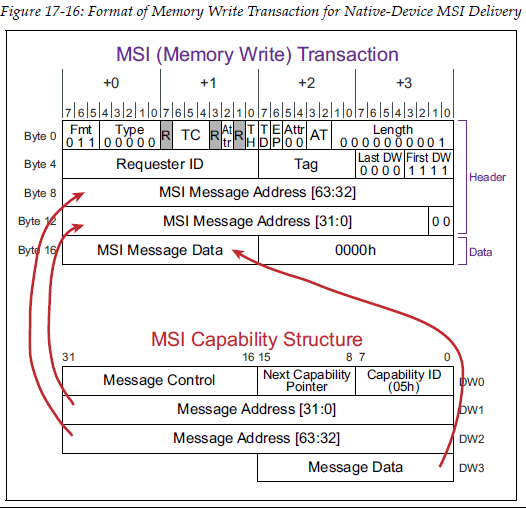 Figure 17-16: Format of Memory Write Transaction for Native-Device MSI Delivery
MSI (Memory Write) Transaction
+0 +1 +2 +3
7 6 5 4 3 2 1 0 7 6 5 4 3 2 1 0 7 6 5 4 3 2 1 0 7 6 5 4 3 2 1 0
Byte 0 Fmt 0 1 1 Type 0 0 0 0 0 R TC R At tr R T H T D E P Attr 0 0 AT Length 0 0 0 0 0 0 0 0 0 1
Byte 4 Requester ID Tag Last DW 0 0 0 0 First DW 1 1 1 1
Header
Byte 8 MSI Message Address [63:32]
Byte 12 MSI Message Address [31:0] 0 0
Byte 16 MSI Message Data 0000h Data
MSI Capability Structure
31 16 15 8 7 0
Message Control Next Capability Pointer Capability ID (05h) DW0
Message Address [31:0] DW1
Message Address [63:32] DW2
Message Data DW3